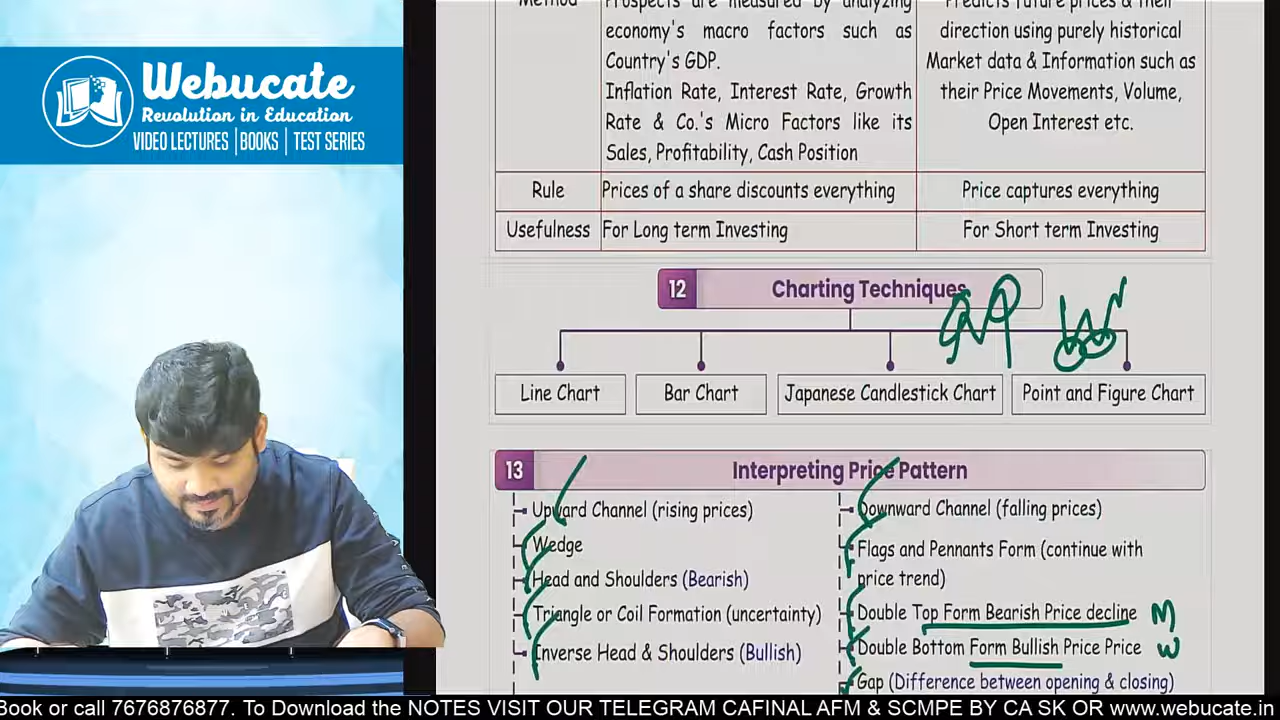 Webucate
Revolution in Education
VIDEO LECTURES | BOOKS | TEST SERIES
Method
Prospects are measured by analyzing
economy's macro factors such as
Country's GDP.
Inflation Rate, Interest Rate, Growth
Rate & Co.'s Micro Factors like its
Sales, Profitability, Cash Position
Predicts future prices & their
direction using purely historical
Market data & Information such as
their Price Movements, Volume,
Open Interest etc.
Rule
Prices of a share discounts everything
Price captures everything
Usefulness
For Long term Investing
For Short term Investing
12 Charting Techniques
Line Chart
Bar Chart
Japanese Candlestick Chart
Point and Figure Chart
13 Interpreting Price Pattern
Upward Channel (rising prices)
Wedge
Head and Shoulders (Bearish)
Triangle or Coil Formation (uncertainty)
Inverse Head & Shoulders (Bullish)
Downward Channel (falling prices)
Flags and Pennants Form (continue with
price trend)
Double Top Form Bearish Price decline M
Double Bottom Form Bullish Price Price W
Gap (Difference between opening & closing)
Book or call 7676876877. To Download the NOTES VISIT OUR TELEGRAM CAFINAL AFM & SCMPE BY CA SK OR www.webucate.in